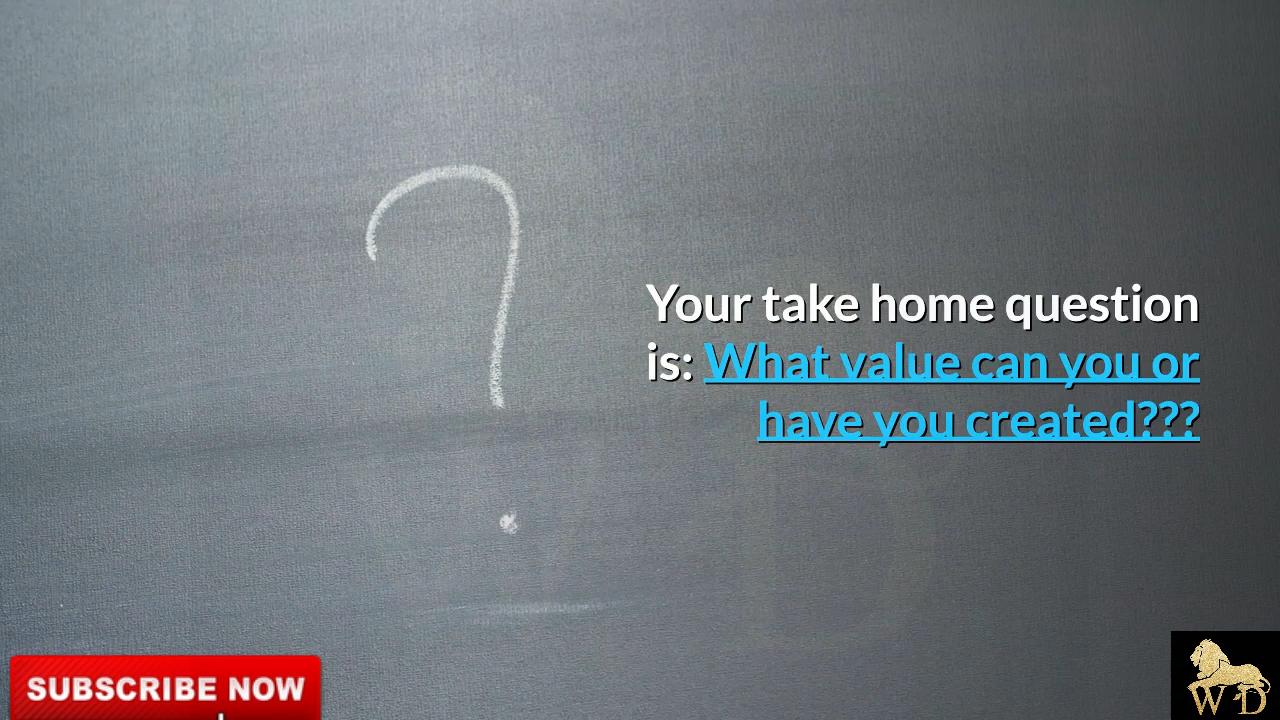 Your take home question
is: What value can you or
have you created???
SUBSCRIBE NOW
WD